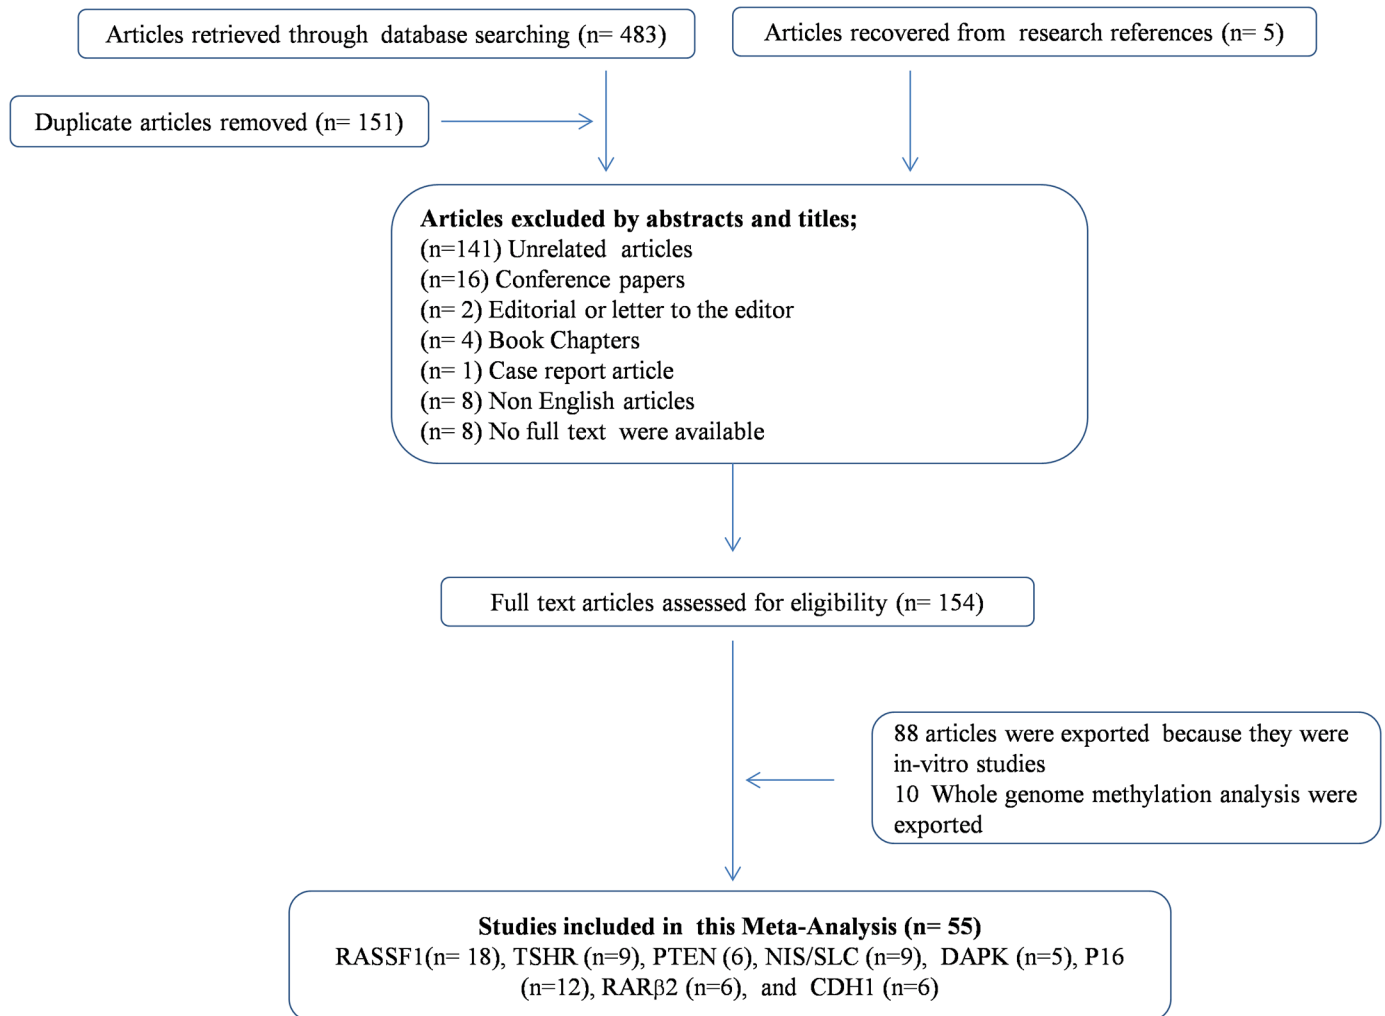 Articles retrieved through database searching (n= 483)
Articles recovered from research references (n= 5)
Duplicate articles removed (n= 151)
Articles excluded by abstracts and titles;
(n=141) Unrelated articles
(n=16) Conference papers
(n= 2) Editorial or letter to the editor
(n= 4) Book Chapters
(n= 1) Case report article
(n= 8) Non English articles
(n= 8) No full text were available
Full text articles assessed for eligibility (n= 154)
88 articles were exported because they were
in-vitro studies
10 Whole genome methylation analysis were
exported
Studies included in this Meta-Analysis (n= 55)
RASSF1(n= 18), TSHR (n=9), PTEN (6), NIS/SLC (n=9), DAPK (n=5), P16
(n=12), RARβ2 (n=6), and CDH1 (n=6)